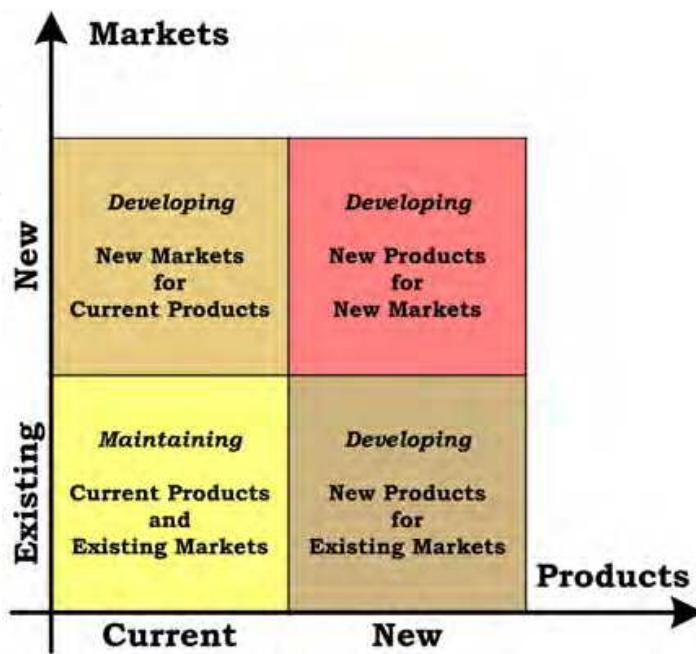 Markets
New
Developing
New Markets
for
Current Products
Developing
New Products
for
New Markets
Existing
Maintaining
Current Products
and
Existing Markets
Developing
New Products
for
Existing Markets
Products
Current
New